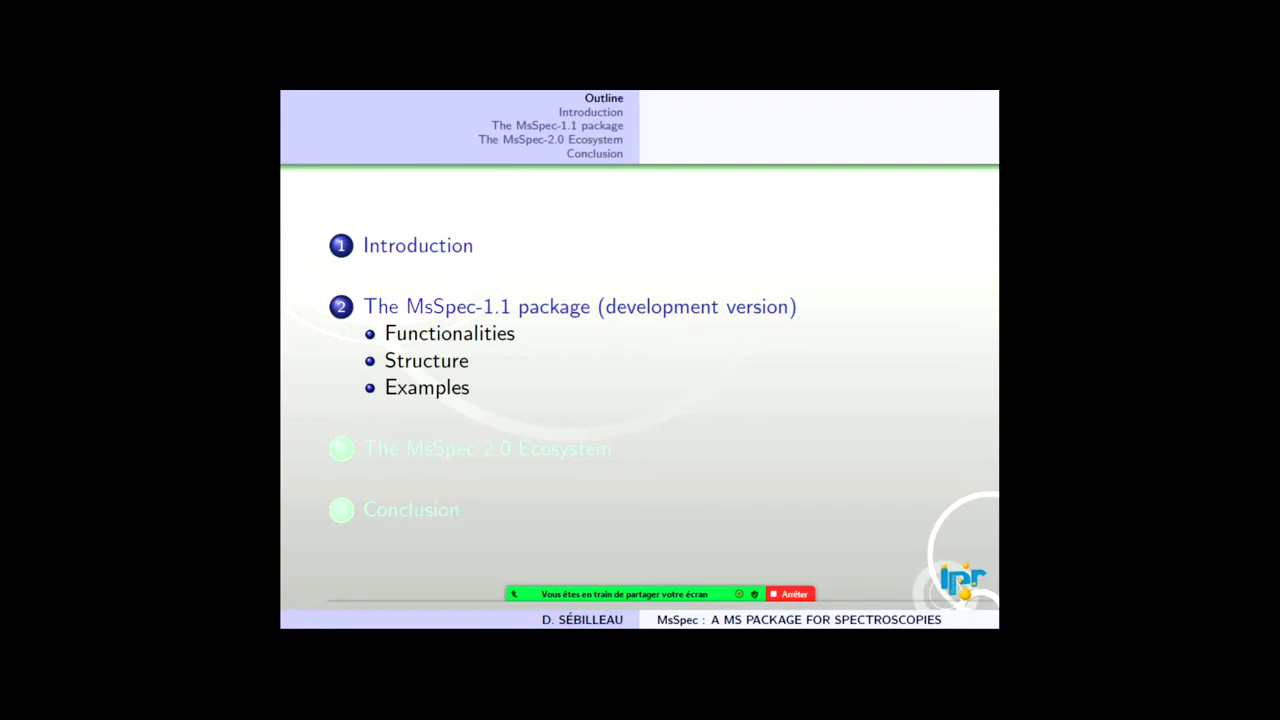 Outline
Introduction
The MsSpec-1.1 package
The MsSpec-2.0 Ecosystem
Conclusion
1 Introduction
2 The MsSpec-1.1 package (development version)
Functionalities
Structure
Examples
The MsSpec-2.0 Ecosystem
Conclusion
ipr
Vous êtes en train de partager votre écran Arrêter
D. SÉBILLEAU MsSpec : A MS PACKAGE FOR SPECTROSCOPIES